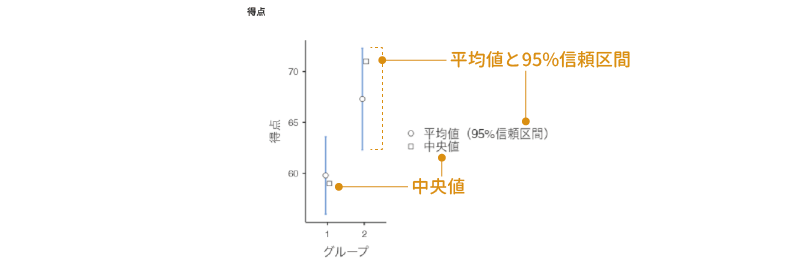 得点
平均値と95%信頼区間
70
65
60
得点
平均値（95%信頼区間）
中央値
中央値
1
2
グループ